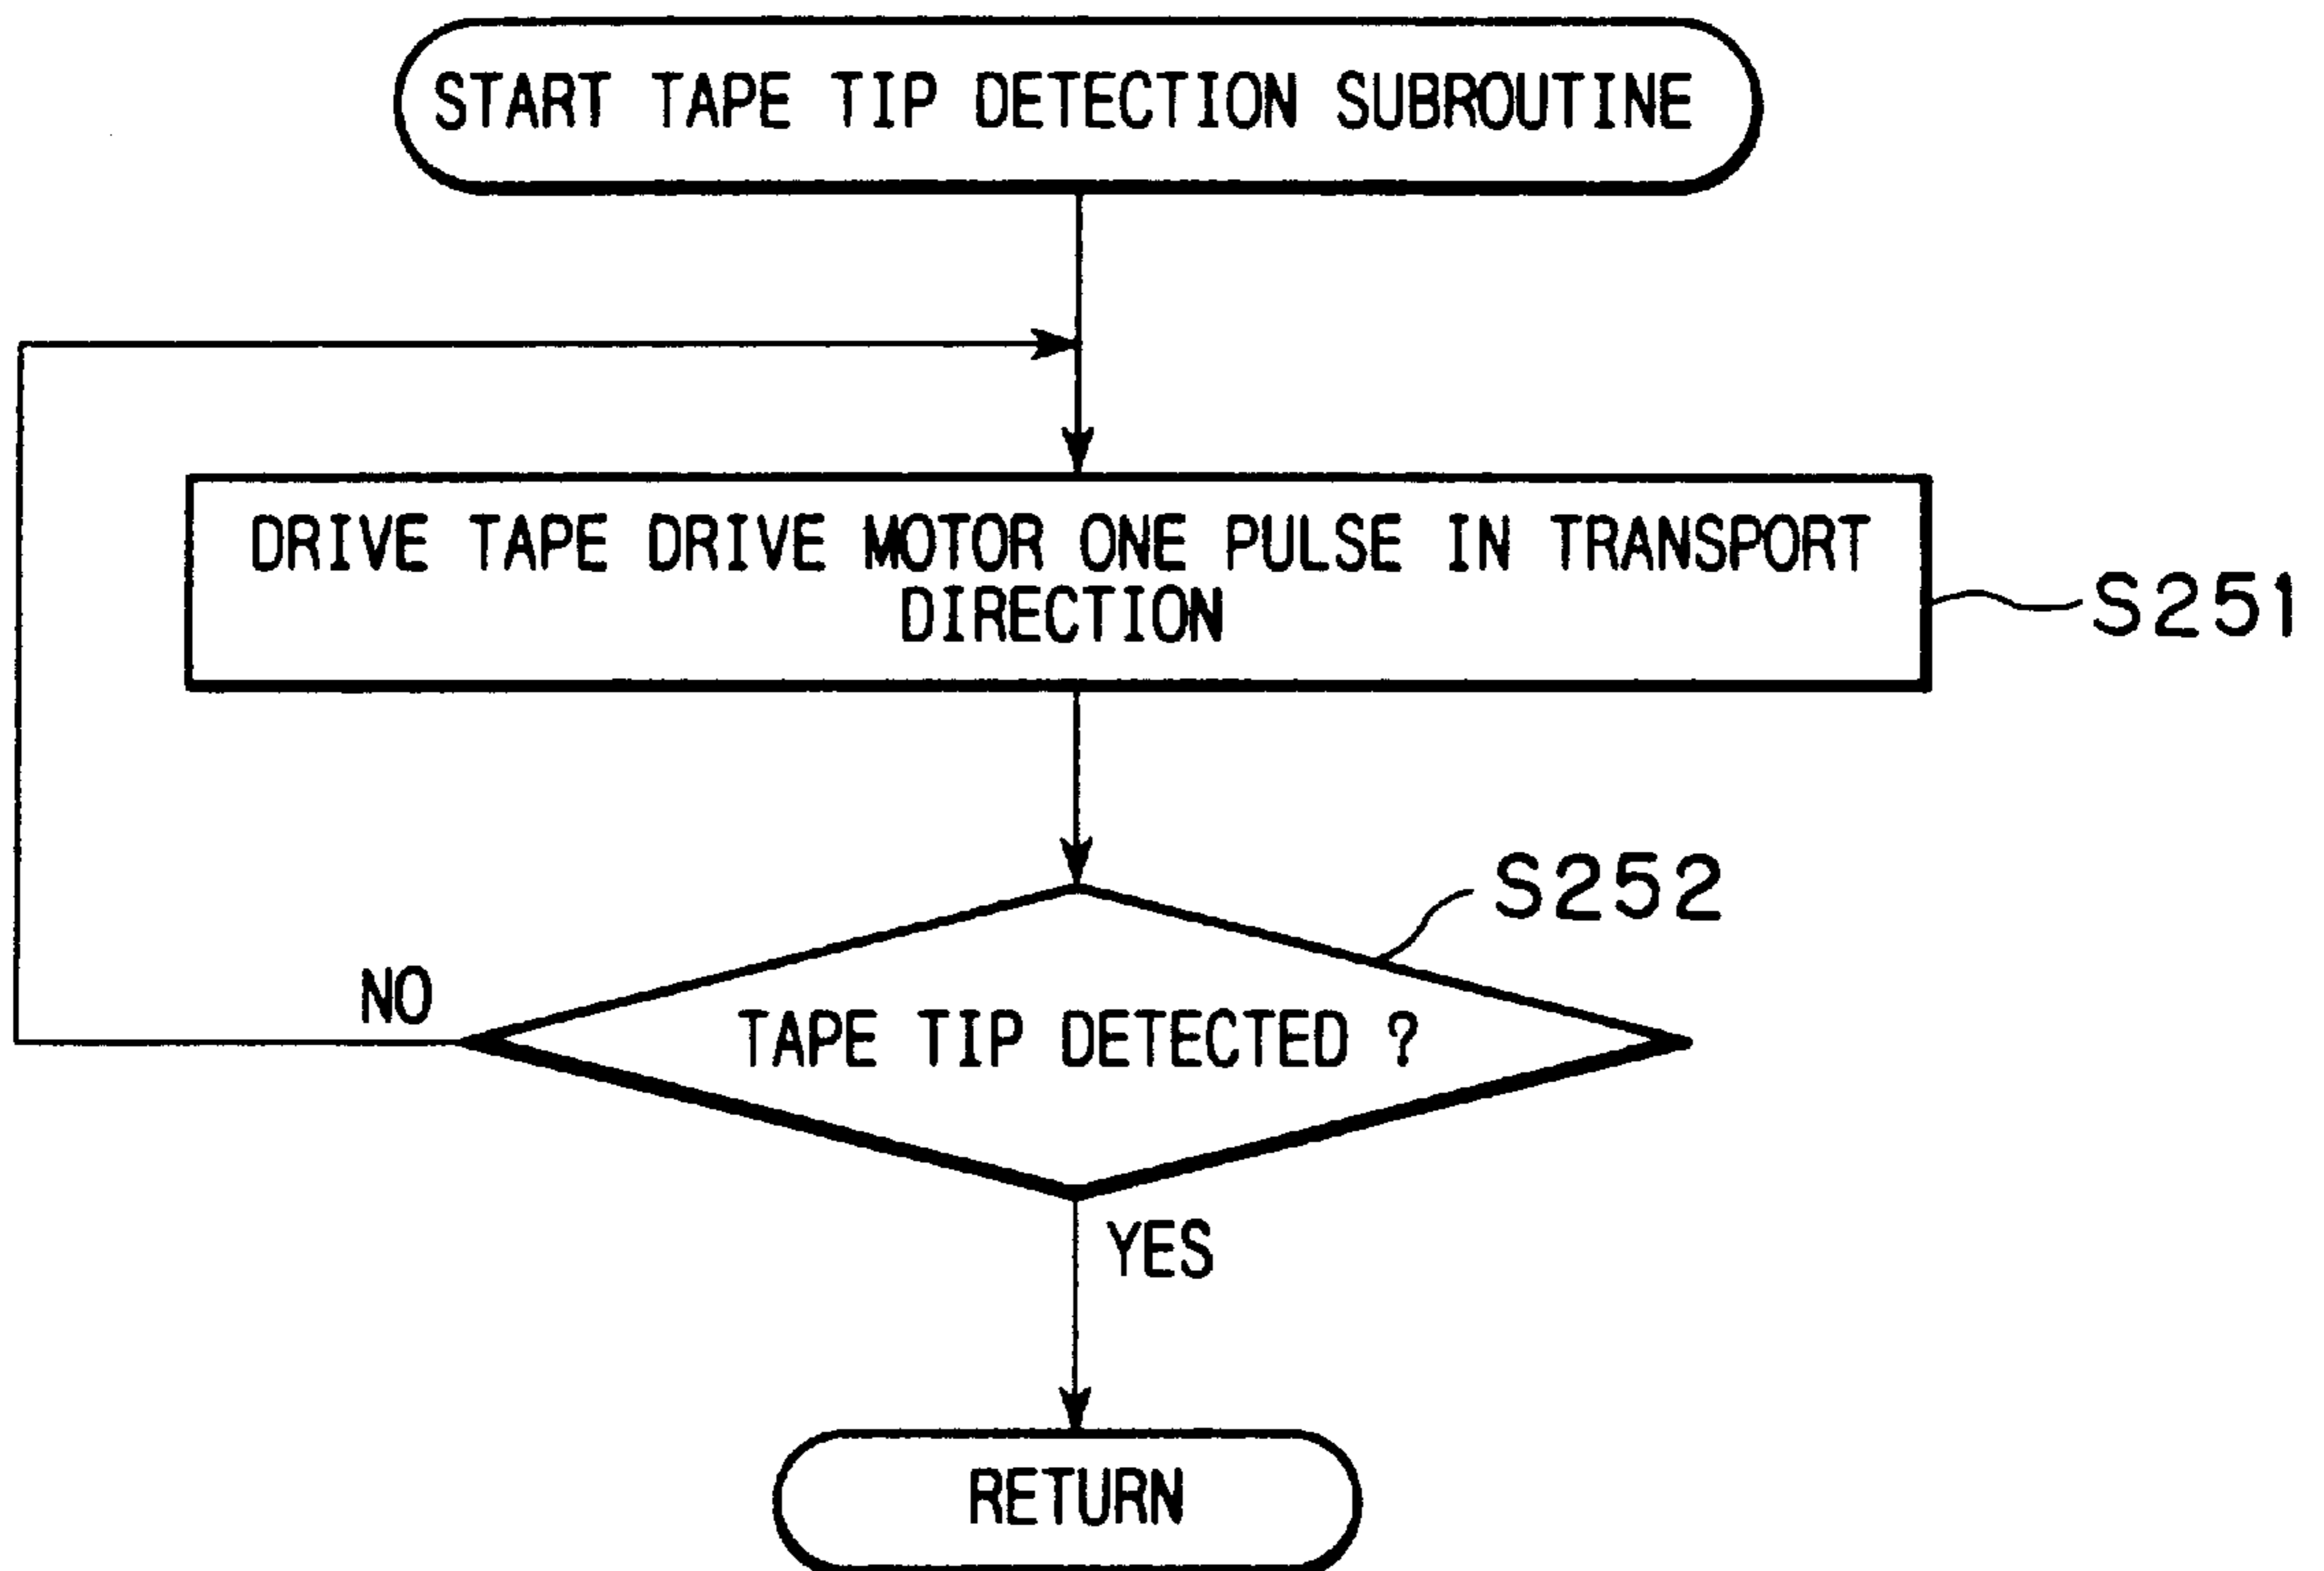 START TAPE TIP DETECTION SUBROUTINE
DRIVE TAPE DRIVE MOTOR ONE PULSE IN TRANSPORT
DIRECTION
S251
S252
NO
TAPE TIP DETECTED ?
YES
RETURN